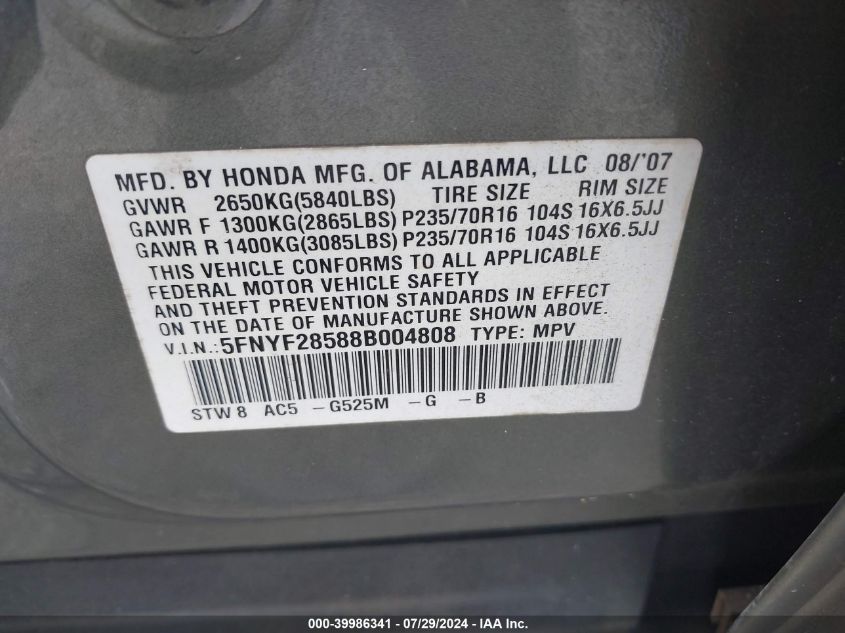 MFD. BY HONDA MFG. OF ALABAMA, LLC 08/'07
GVWR 2650KG(5840LBS) TIRE SIZE RIM SIZE
GAWR F 1300KG(2865LBS) P235/70R16 104S 16X6.5JJ
GAWR R 1400KG(3085LBS) P235/70R16 104S 16X6.5JJ
THIS VEHICLE CONFORMS TO ALL APPLICABLE
FEDERAL MOTOR VEHICLE SAFETY
AND THEFT PREVENTION STANDARDS IN EFFECT
ON THE DATE OF MANUFACTURE SHOWN ABOVE.
V.I.N.: 5FNYF28588B004808 TYPE: MPV
STW8 AC5 -G525M -G -B
000-39986341 - 07/29/2024 - IAA Inc.